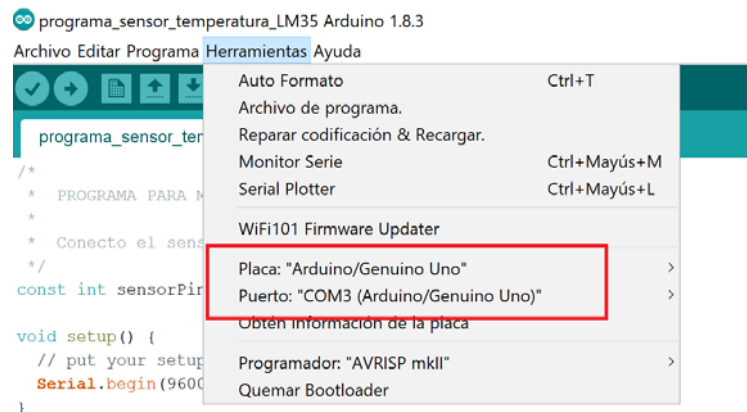 programa_sensor_temperatura_LM35 Arduino 1.8.3
Archivo Editar Programa Herramientas Ayuda
Auto Formato Ctrl+T
Archivo de programa.
programa_sensor_ter Reparar codificación & Recargar.
/* Monitor Serie Ctrl+Mayús+M
* PROGRAMA PARA Serial Plotter Ctrl+Mayús+L
*
* Conecto el sens WiFi101 Firmware Updater
*/ Placa: "Arduino/Genuino Uno" >
const int sensorPin Puerto: "COM3 (Arduino/Genuino Uno)" >
Obtén información de la placa
void setup() {
// put your setup Programador: "AVRISP mkII" >
Serial.begin(9600 Quemar Bootloader
}